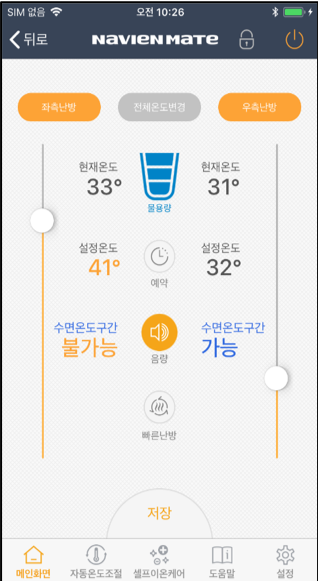 SIM 없음 오전 10:26
뒤로 NAVIEN MATE
좌측난방 전체온도변경 우측난방
현재온도 현재온도
33° 31°
물용량
설정온도 설정온도
41° 32°
예약
수면온도구간 수면온도구간
불가능 가능
음량
빠른난방
저장
메인화면 자동온도조절 셀프이온케어 도움말 설정